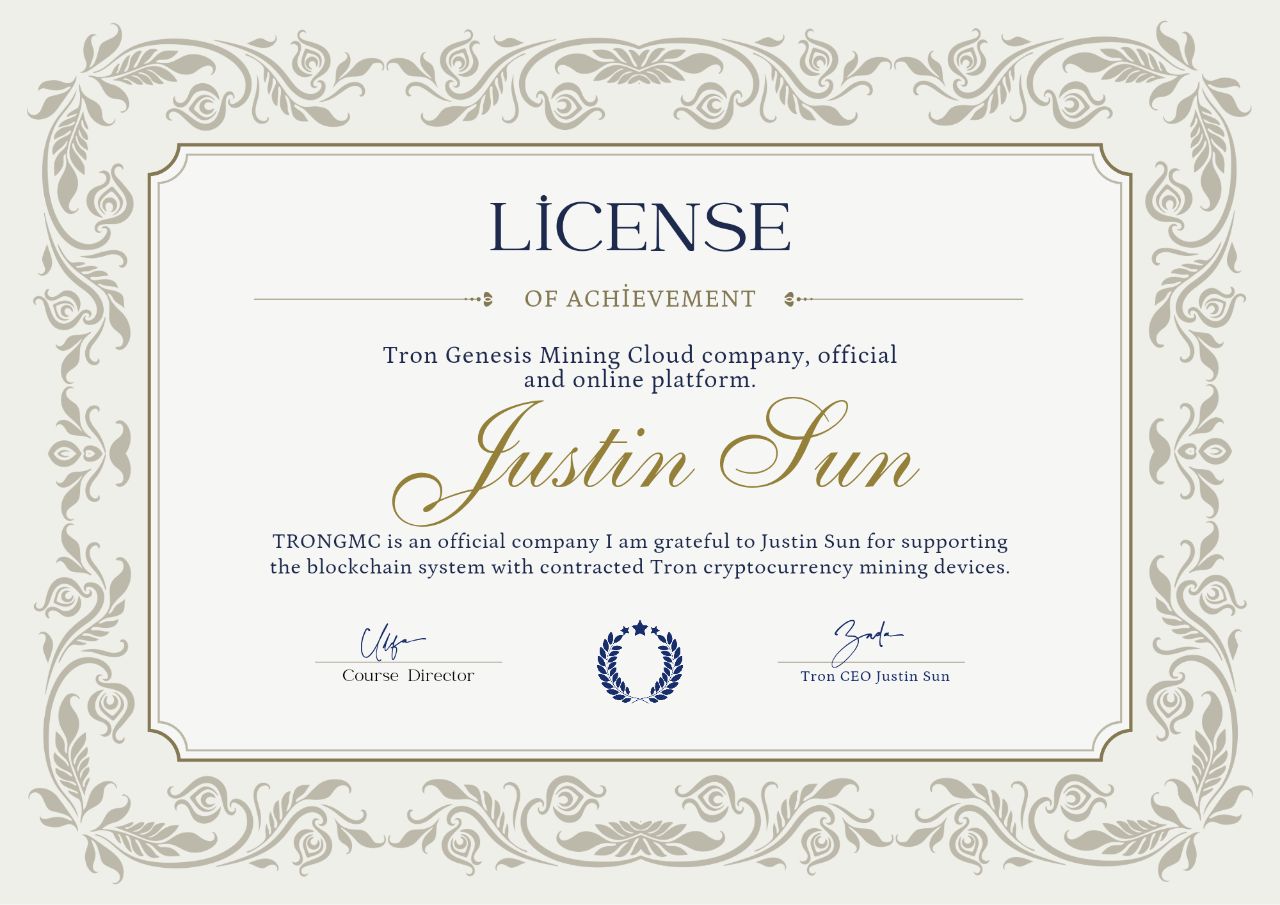 LİCENSE
OF ACHİEVEMENT
Tron Genesis Mining Cloud company, official
and online platform.
Justin Sun
TRONGMC is an official company I am grateful to Justin Sun for supporting
the blockchain system with contracted Tron cryptocurrency mining devices.
Course Director
Tron CEO Justin Sun